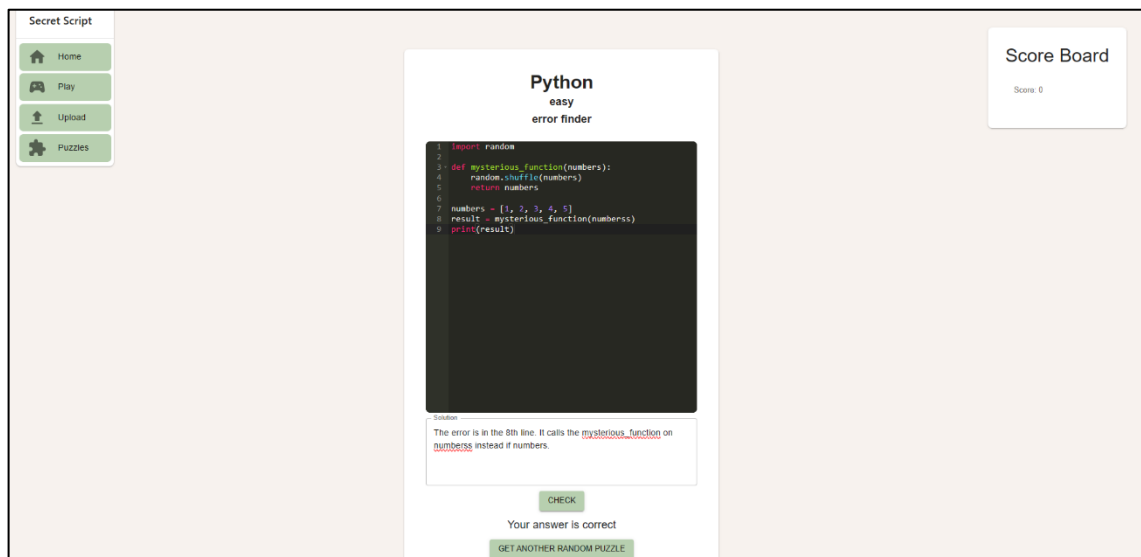 Secret Script
Home
Play
Upload
Puzzles
Python
easy
error finder
1 import random
2
3 def mysterious_function(numbers):
4     random.shuffle(numbers)
5     return numbers
6
7 numbers = [1, 2, 3, 4, 5]
8 result = mysterious_function(numberss)
9 print(result)
Solution
The error is in the 8th line. It calls the mysterious_function on
numberss instead if numbers.
CHECK
Your answer is correct
GET ANOTHER RANDOM PUZZLE
Score Board
Score: 0